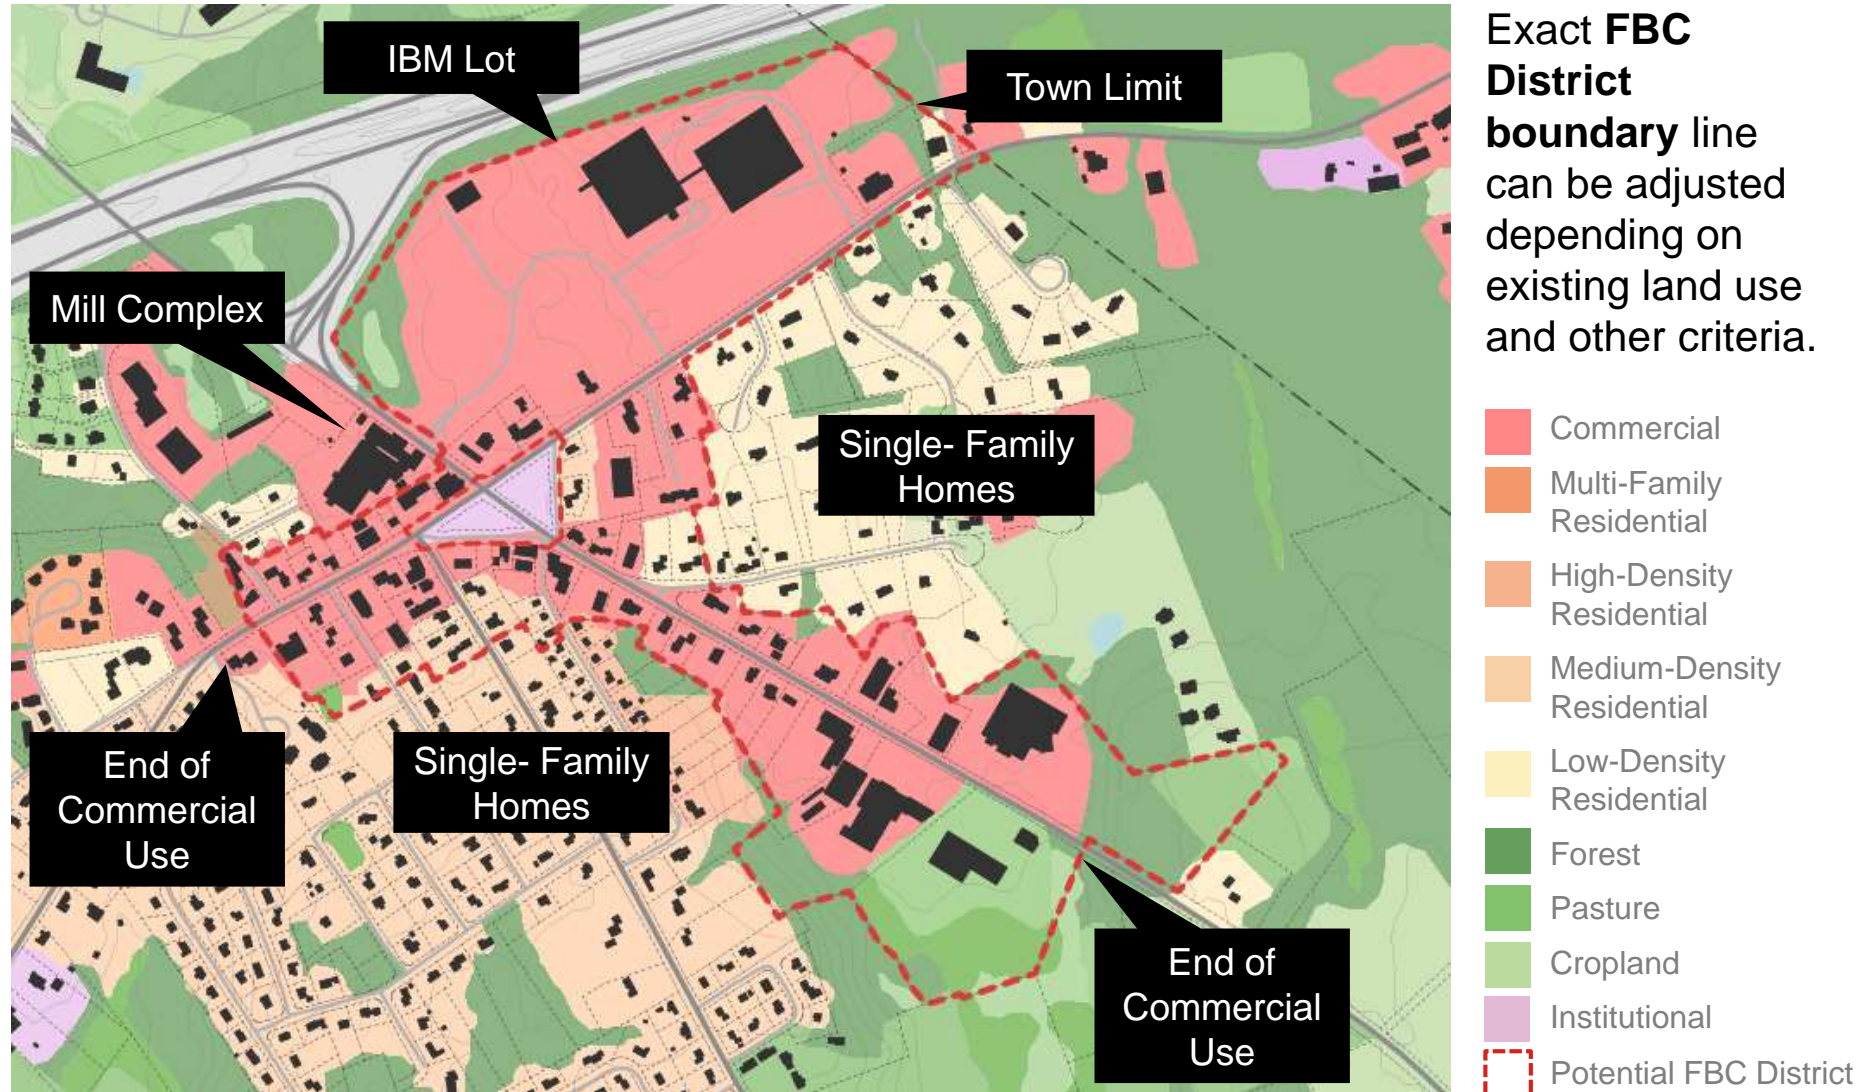 IBM Lot
Town Limit
Mill Complex
Single- Family
Homes
End of
Commercial
Use
Single- Family
Homes
End of
Commercial
Use
Exact FBC
District
boundary line
can be adjusted
depending on
existing land use
and other criteria.
Commercial
Multi-Family
Residential
High-Density
Residential
Medium-Density
Residential
Low-Density
Residential
Forest
Pasture
Cropland
Institutional
Potential FBC District